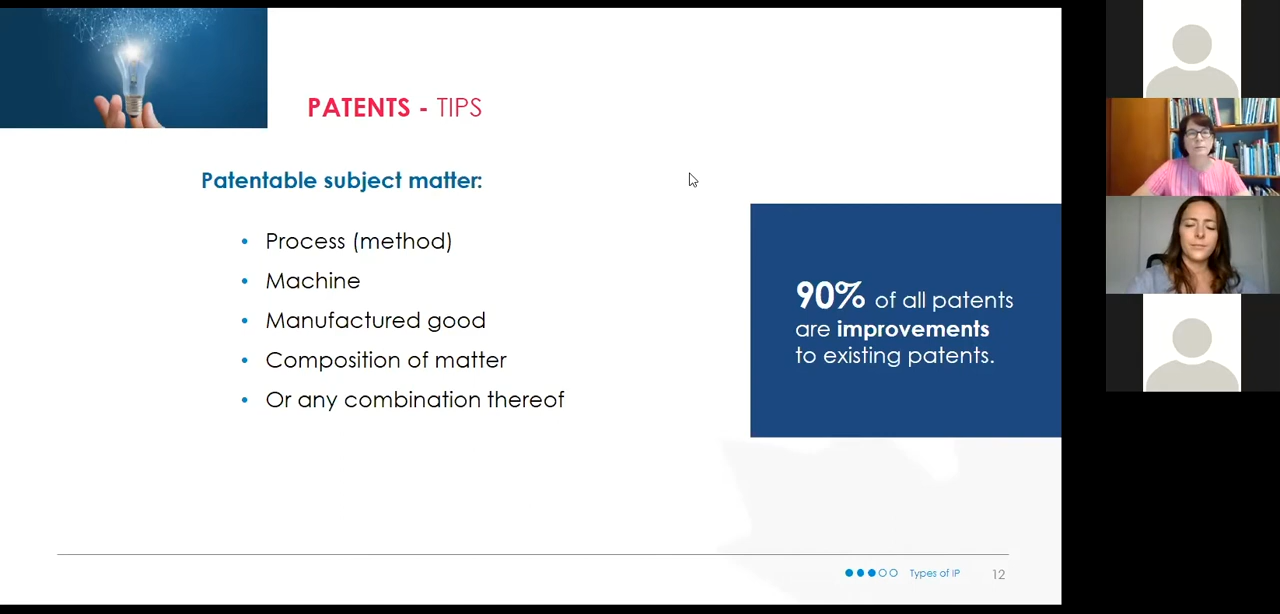 PATENTS - TIPS
Patentable subject matter:
• Process (method)
• Machine
• Manufactured good
• Composition of matter
• Or any combination thereof
90% of all patents
are improvements
to existing patents.
Types of IP 12